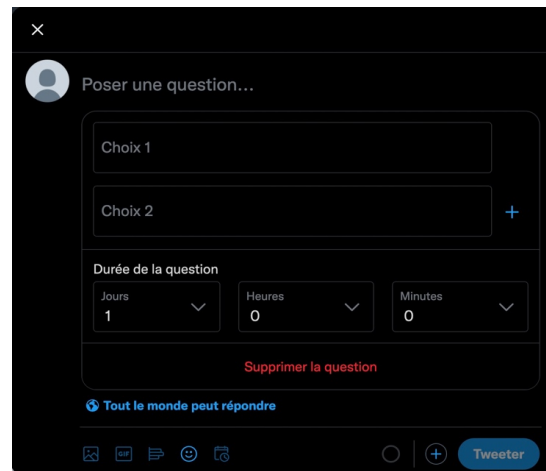 Poser une question...
Choix 1
Choix 2
Durée de la question
Jours
1
Heures
0
Minutes
0
Supprimer la question
Tout le monde peut répondre
GIF
Tweeter